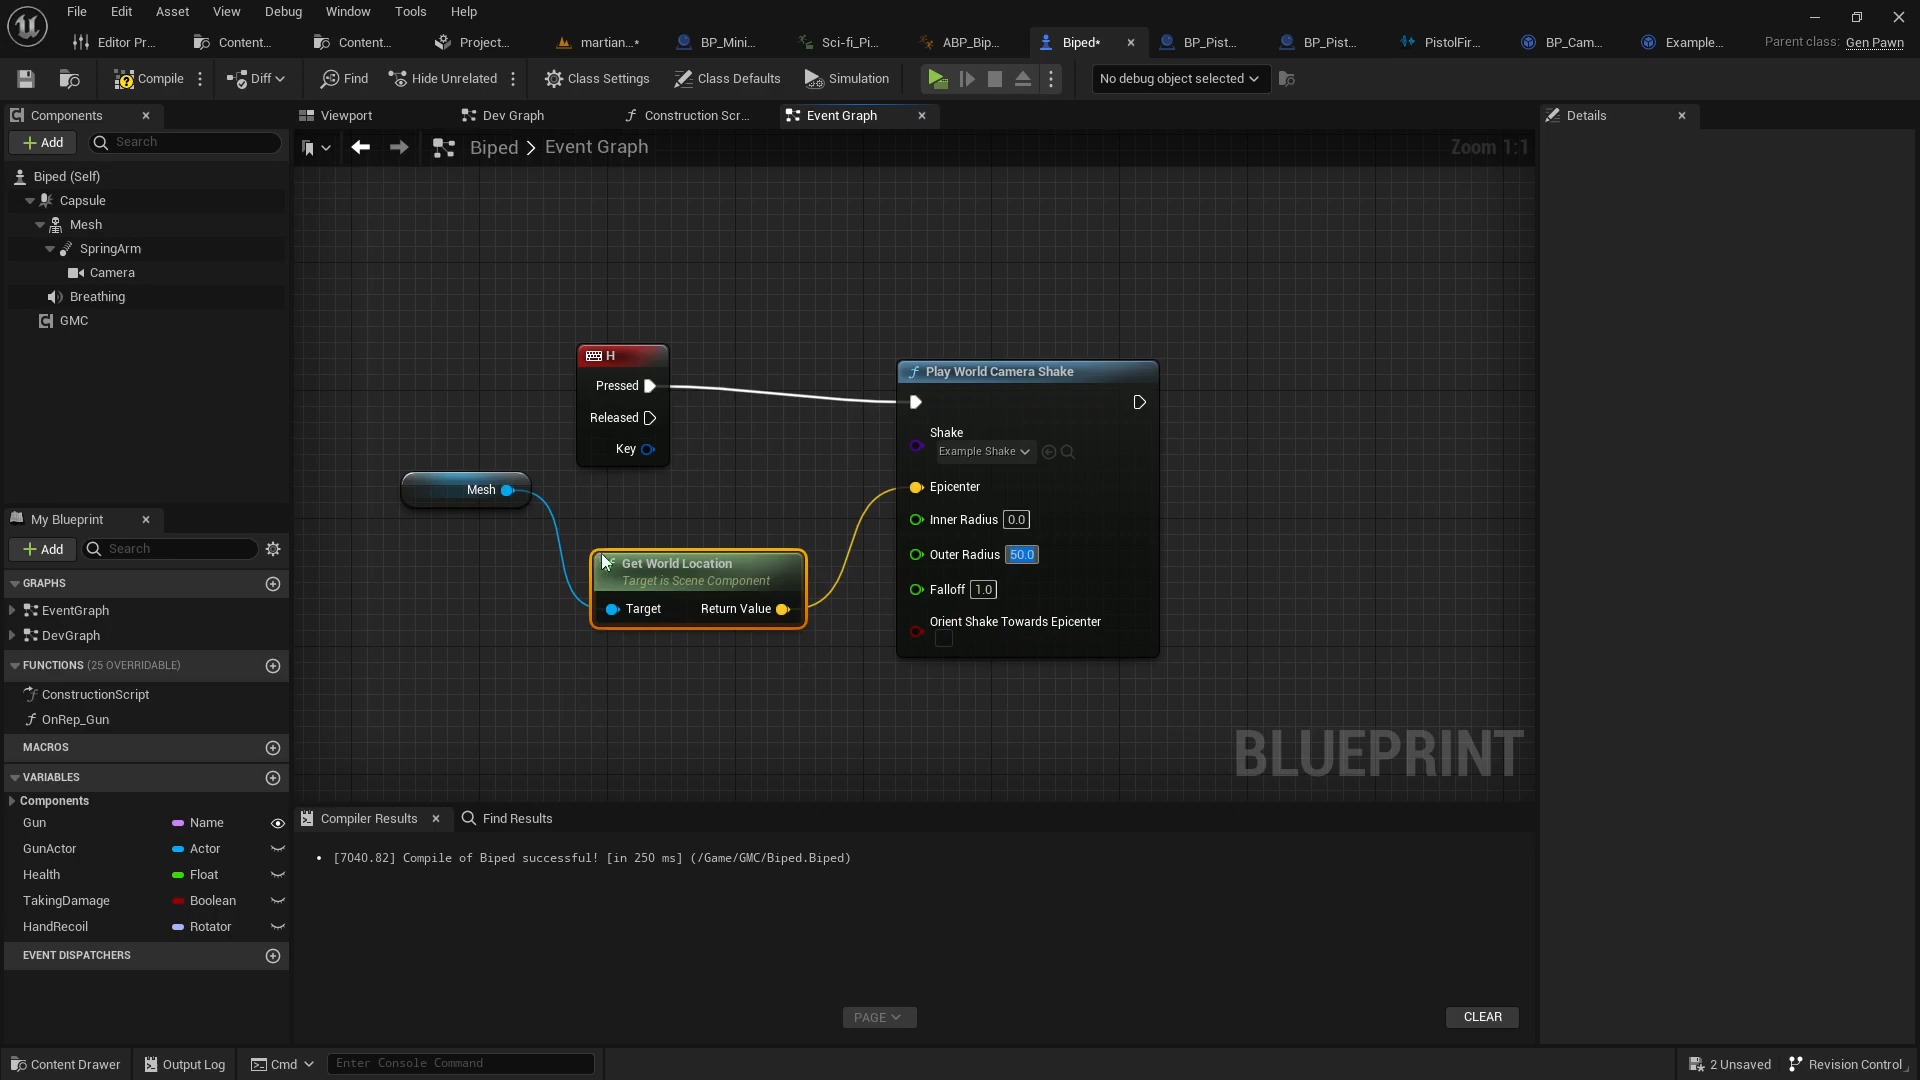 File Edit Asset View Debug Window Tools Help
Editor Pr... Content... Content... Project... martian...* BP_Mini... Sci-fi_Pi... ABP_Bip... Biped* BP_Pist... BP_Pist... PistolFir... BP_Cam... Example... Parent class: Gen Pawn
Compile Diff Find Hide Unrelated Class Settings Class Defaults Simulation No debug object selected
Components
Viewport Dev Graph Construction Scr... Event Graph
Details
Add Search
Biped > Event Graph
Zoom 1:1
Biped (Self)
Capsule
Mesh
SpringArm
Camera
Breathing
GMC
H
Pressed
Released
Key
Mesh
Get World Location
Target is Scene Component
Target Return Value
Play World Camera Shake
Shake
Example Shake
Epicenter
Inner Radius 0.0
Outer Radius 50.0
Falloff 1.0
Orient Shake Towards Epicenter
BLUEPRINT
My Blueprint
Add Search
GRAPHS
EventGraph
DevGraph
FUNCTIONS (25 OVERRIDABLE)
ConstructionScript
OnRep_Gun
MACROS
VARIABLES
Components
Gun Name
GunActor Actor
Health Float
TakingDamage Boolean
HandRecoil Rotator
EVENT DISPATCHERS
Compiler Results Find Results
[7040.82] Compile of Biped successful! [in 250 ms] (/Game/GMC/Biped.Biped)
PAGE CLEAR
Content Drawer Output Log Cmd Enter Console Command 2 Unsaved Revision Control